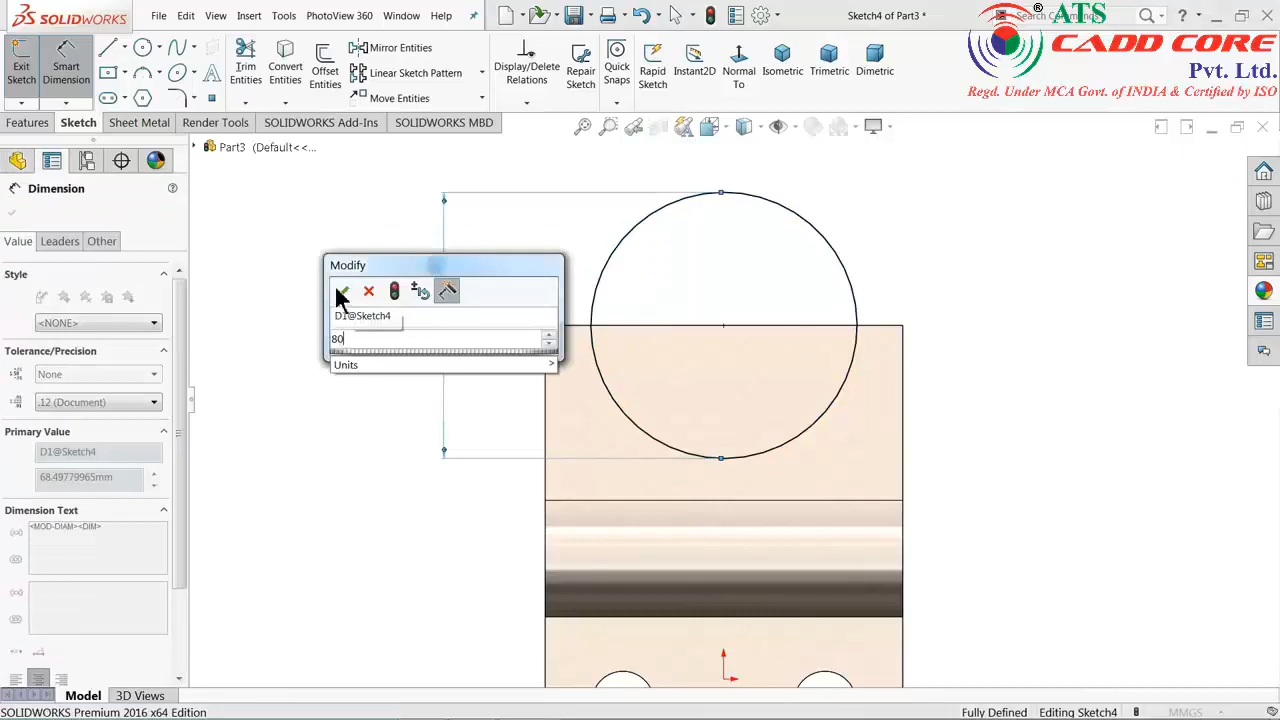 SOLIDWORKS
File Edit View Insert Tools PhotoView 360 Window Help
Sketch4 of Part3 *
Search Commands
ATS
CADD CORE
Pvt. Ltd.
Regd. Under MCA Govt. of INDIA & Certified by ISO
Exit Sketch
Smart Dimension
Trim Entities
Convert Entities
Offset Entities
Mirror Entities
Linear Sketch Pattern
Move Entities
Display/Delete Relations
Repair Sketch
Quick Snaps
Rapid Sketch
Instant2D
Normal To
Isometric
Trimetric
Dimetric
Features Sketch Sheet Metal Render Tools SOLIDWORKS Add-Ins SOLIDWORKS MBD
Part3 (Default<<...
Dimension
Value Leaders Other
Style
<NONE>
Tolerance/Precision
None
.12 (Document)
Primary Value
D1@Sketch4
68.49779965mm
Dimension Text
<MOD-DIAM><DIM>
Modify
D1@Sketch4
80
Units >
Model 3D Views
SOLIDWORKS Premium 2016 x64 Edition
Fully Defined Editing Sketch4 MMGS